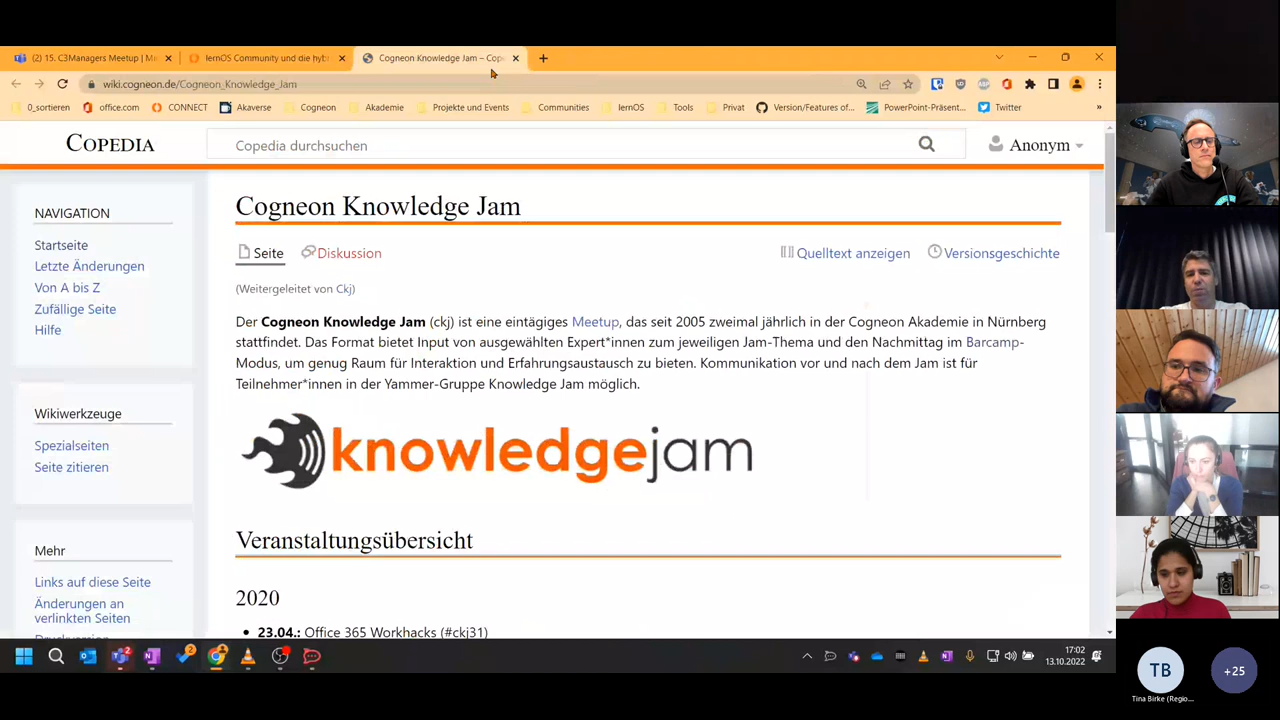 (2) 15. C3Managers Meetup | Mi
lernOS Community und die hybr
Cogneon Knowledge Jam – Cop
wiki.cogneon.de/Cogneon_Knowledge_Jam
0_sortieren
office.com
CONNECT
Akaverse
Cogneon
Akademie
Projekte und Events
Communities
lernOS
Tools
Privat
Version/Features of...
PowerPoint-Präsent...
Twitter
»
COPEDIA
Copedia durchsuchen
Anonym
NAVIGATION
Startseite
Letzte Änderungen
Von A bis Z
Zufällige Seite
Hilfe
Wikiwerkzeuge
Spezialseiten
Seite zitieren
Mehr
Links auf diese Seite
Änderungen an
verlinkten Seiten
Druckversion
Cogneon Knowledge Jam
Seite
Diskussion
Quelltext anzeigen
Versionsgeschichte
(Weitergeleitet von Ckj)
Der Cogneon Knowledge Jam (ckj) ist eine eintägiges Meetup, das seit 2005 zweimal jährlich in der Cogneon Akademie in Nürnberg
stattfindet. Das Format bietet Input von ausgewählten Expert*innen zum jeweiligen Jam-Thema und den Nachmittag im Barcamp-
Modus, um genug Raum für Interaktion und Erfahrungsaustausch zu bieten. Kommunikation vor und nach dem Jam ist für
Teilnehmer*innen in der Yammer-Gruppe Knowledge Jam möglich.
knowledgejam
Veranstaltungsübersicht
2020
23.04.: Office 365 Workhacks (#ckj31)
17:02
13.10.2022
TB
+25
Tina Birke (Regio...